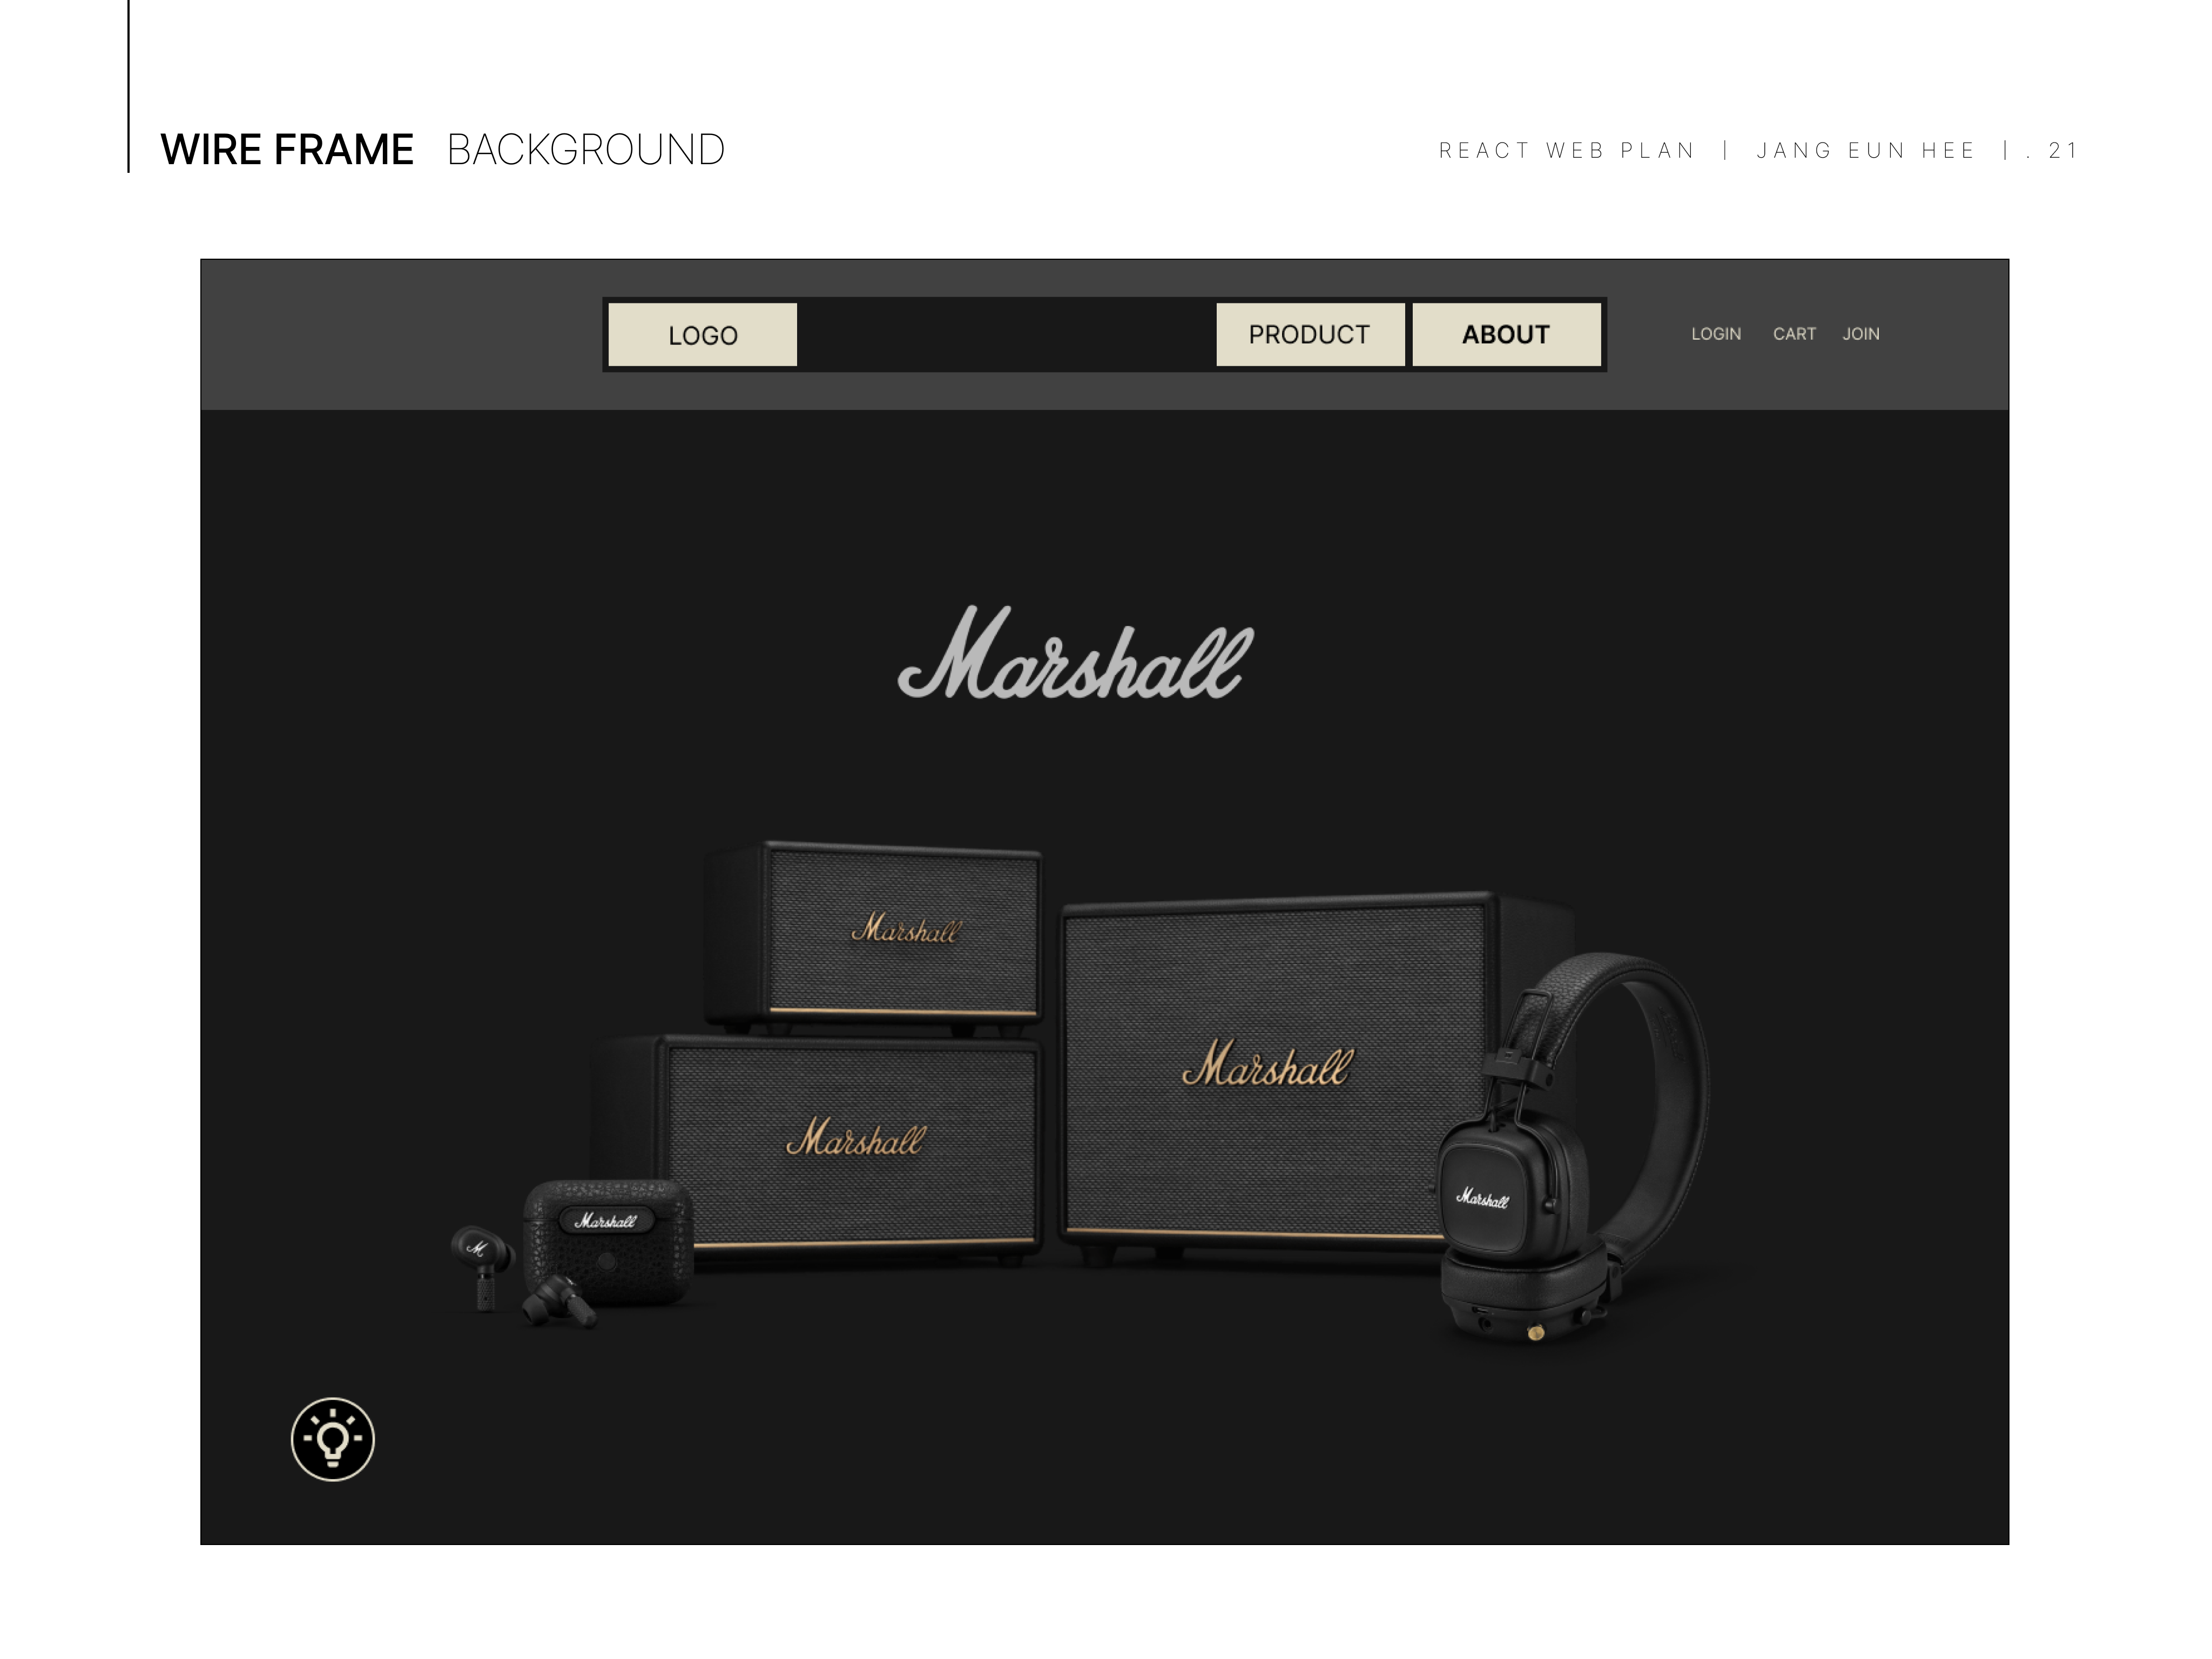 WIRE FRAME BACKGROUND
REACT WEB PLAN | JANG EUN HEE | . 21
LOGO
PRODUCT
ABOUT
LOGIN
CART
JOIN
Marshall
Marshall
Marshall
Marshall
Marshall
Marshall
M